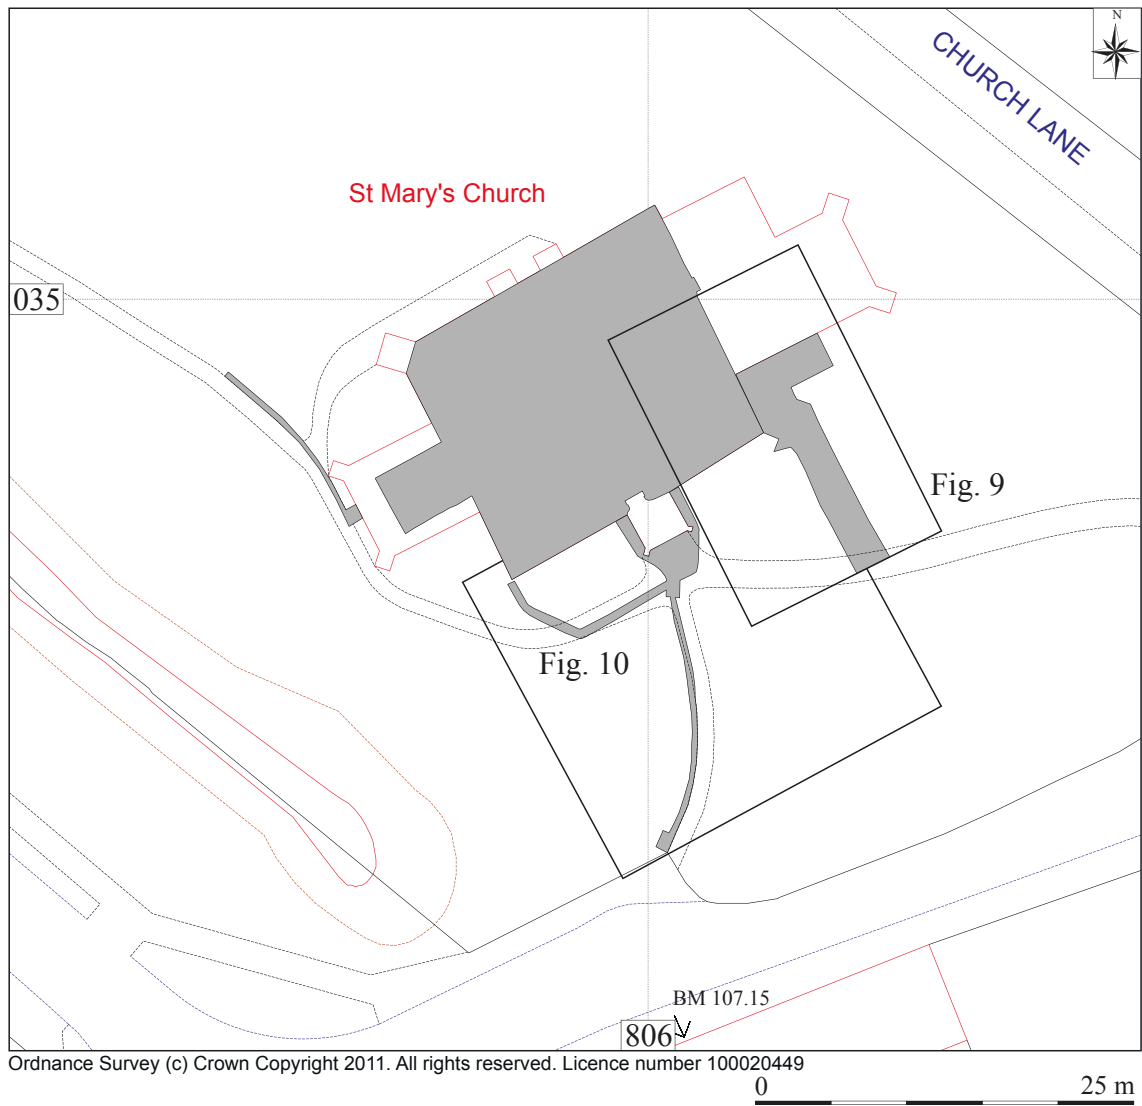 N
CHURCH LANE
St Mary's Church
035
Fig. 9
Fig. 10
BM 107.15
806
Ordnance Survey (c) Crown Copyright 2011. All rights reserved. Licence number 100020449
0 25 m